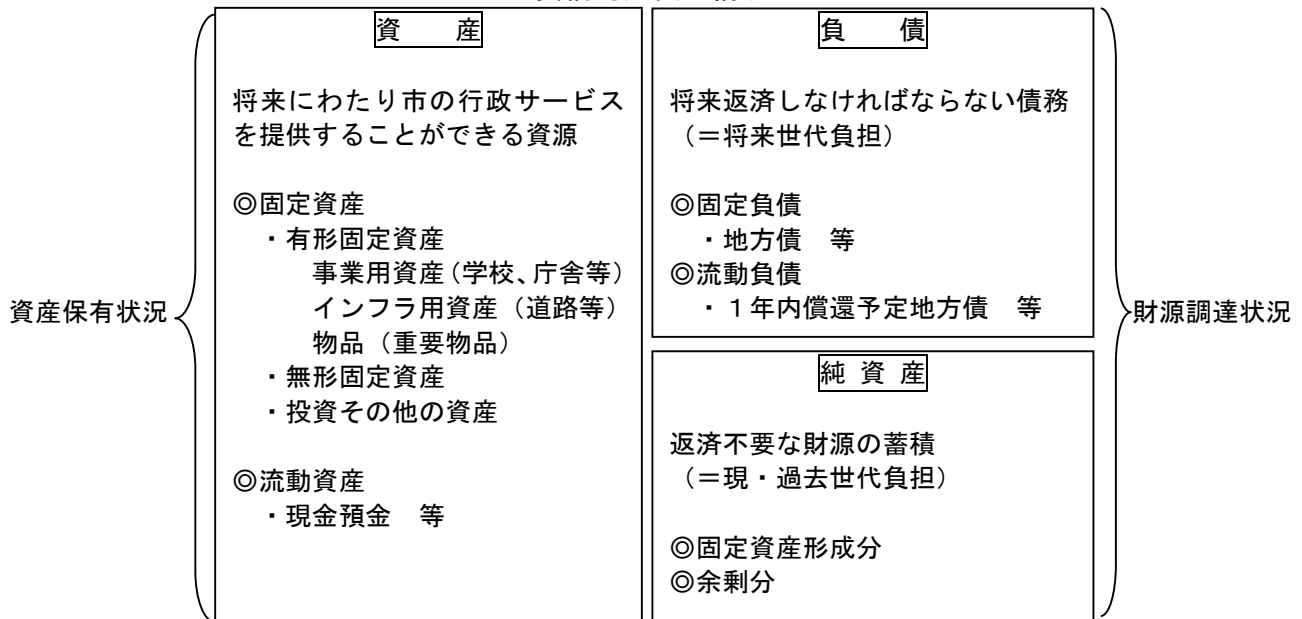 資産保有状況
資　産
将来にわたり市の行政サービス
を提供することができる資源
◎固定資産
・有形固定資産
事業用資産（学校、庁舎等）
インフラ用資産（道路等）
物品（重要物品）
・無形固定資産
・投資その他の資産
◎流動資産
・現金預金　等
負　債
将来返済しなければならない債務
（＝将来世代負担）
◎固定負債
・地方債　等
◎流動負債
・１年内償還予定地方債　等
純 資 産
返済不要な財源の蓄積
（＝現・過去世代負担）
◎固定資産形成分
◎余剰分
財源調達状況